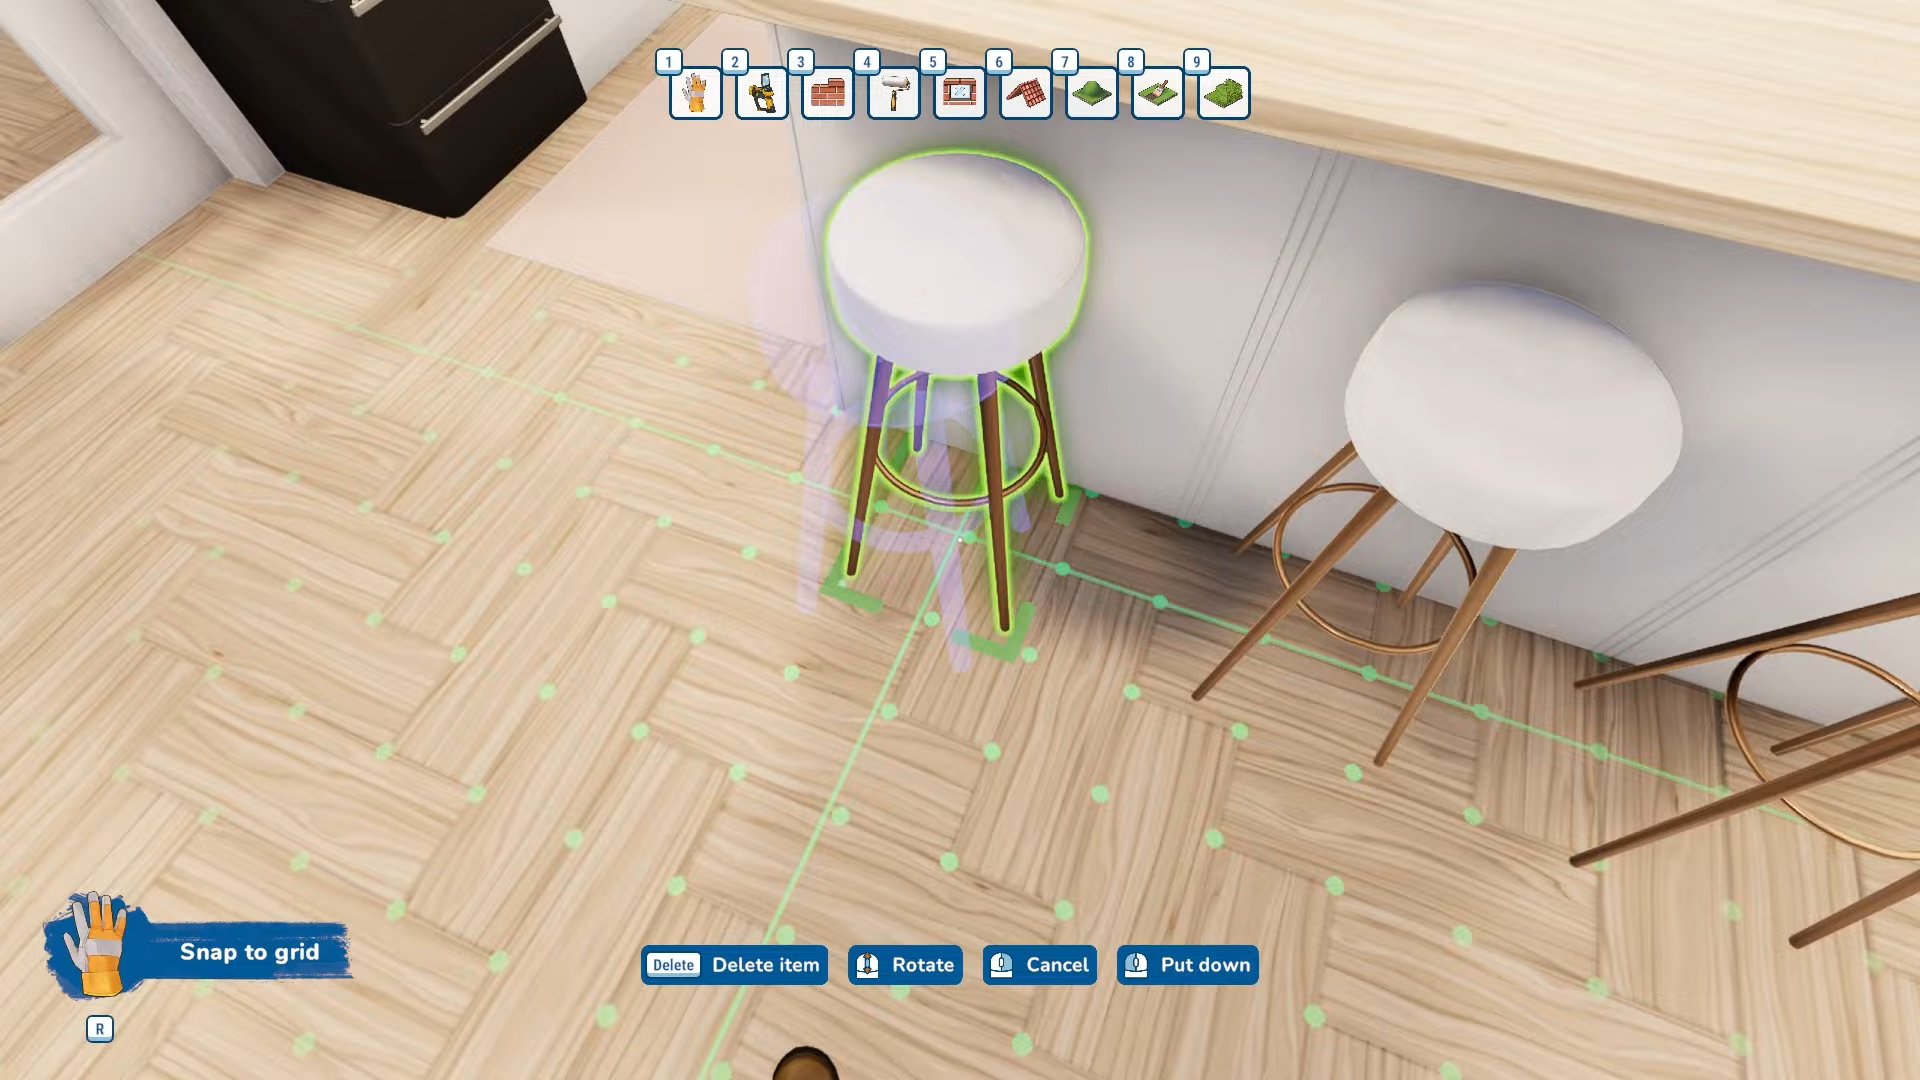 1 2 3 4 5 6 7 8 9
Snap to grid
R
Delete Delete item Rotate Cancel Put down